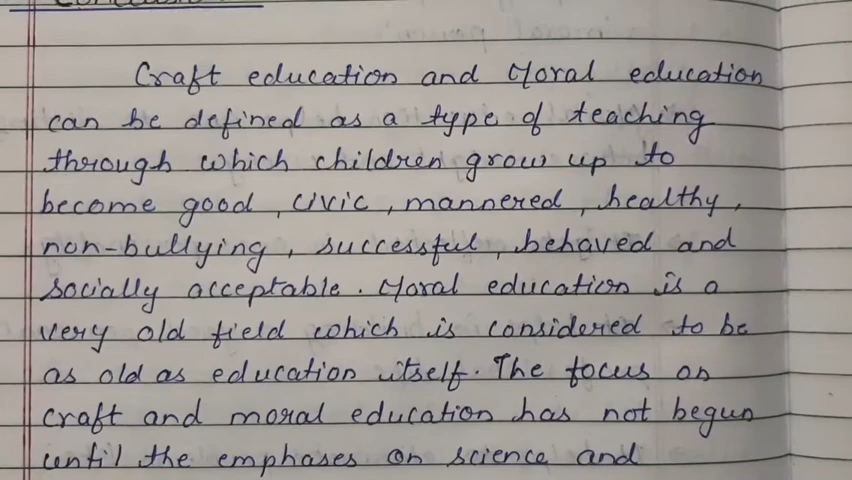 Conclusi
Craft education and Moral education
can be defined as a type of teaching
through which children grow up to
become good, civic, mannered, healthy,
non-bullying, successful, behaved and
socially acceptable. Moral education is a
very old field which is considered to be
as old as education itself. The focus on
craft and moral education has not begun
until the emphases on science and